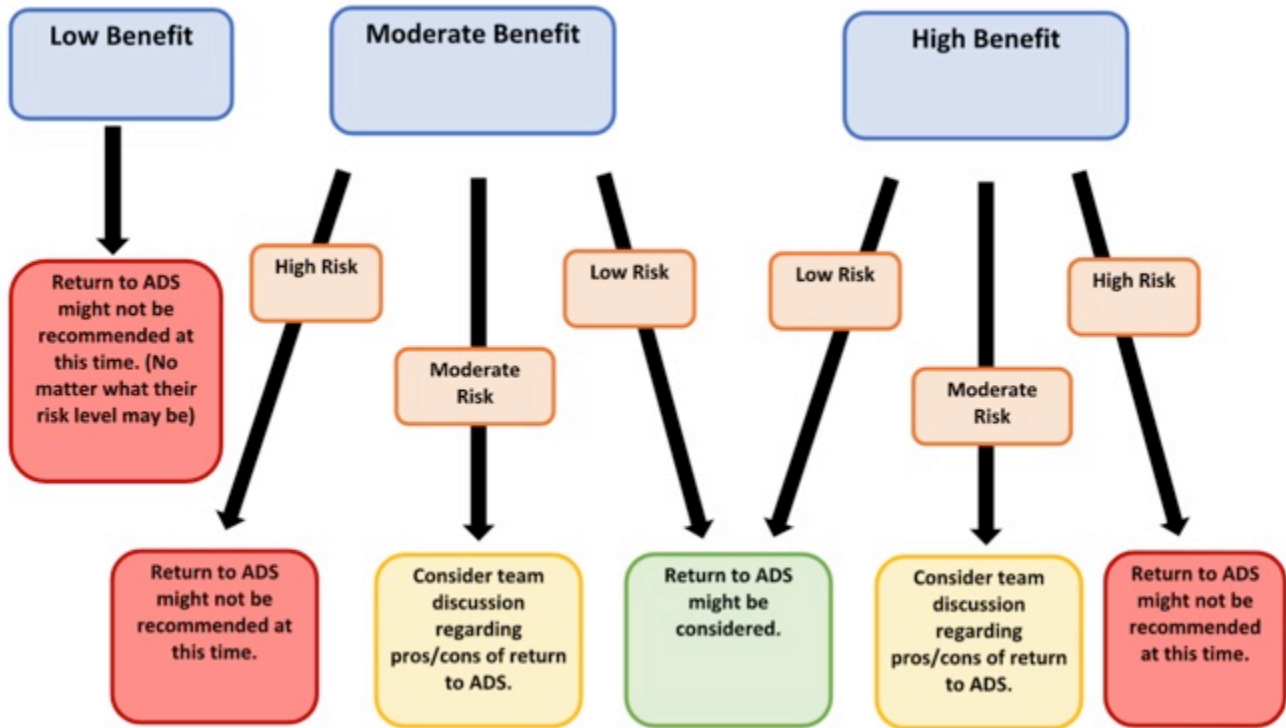 Low Benefit
Moderate Benefit
High Benefit
Return to ADS
might not be
recommended at
this time. (No
matter what their
risk level may be)
High Risk
Low Risk
Low Risk
High Risk
Moderate
Risk
Moderate
Risk
Return to ADS
might not be
recommended at
this time.
Consider team
discussion
regarding
pros/cons of return
to ADS.
Return to ADS
might be
considered.
Consider team
discussion
regarding
pros/cons of return
to ADS.
Return to ADS
might not be
recommended
at this time.